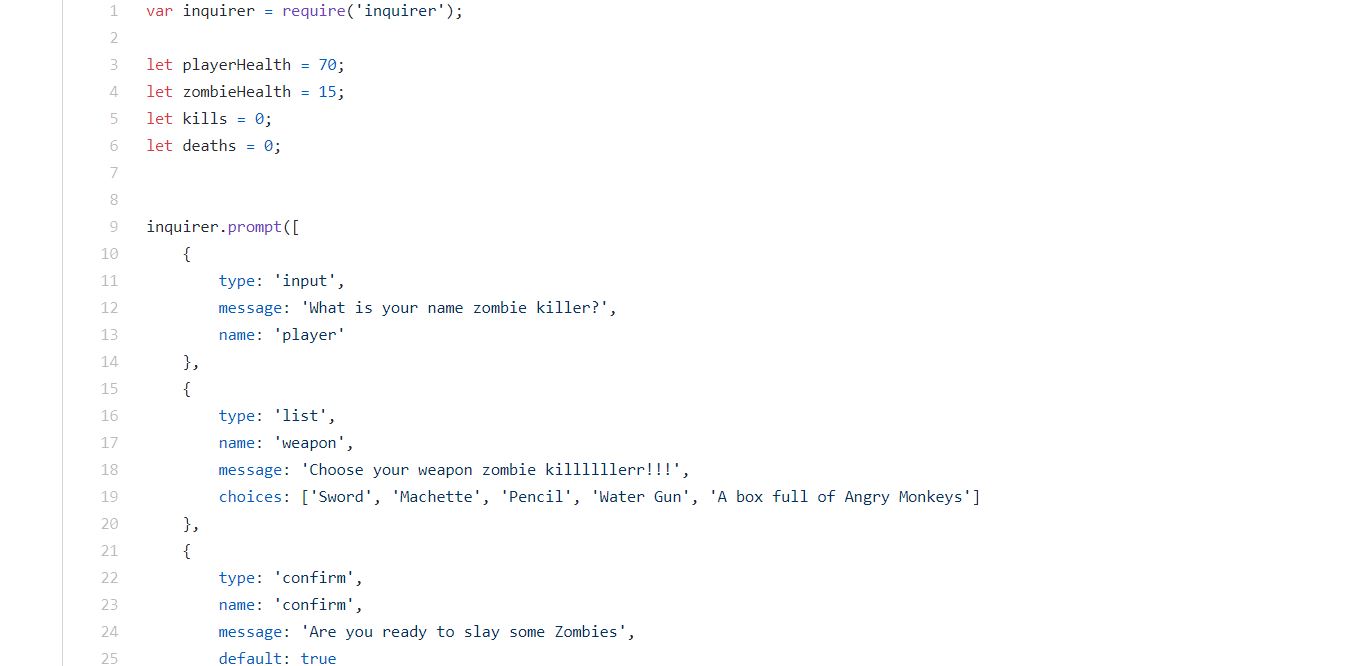 1 var inquirer = require('inquirer');
2
3 let playerHealth = 70;
4 let zombieHealth = 15;
5 let kills = 0;
6 let deaths = 0;
7
8
9 inquirer.prompt([
10 {
11 type: 'input',
12 message: 'What is your name zombie killer?',
13 name: 'player'
14 },
15 {
16 type: 'list',
17 name: 'weapon',
18 message: 'Choose your weapon zombie killllllerr!!!',
19 choices: ['Sword', 'Machette', 'Pencil', 'Water Gun', 'A box full of Angry Monkeys']
20 },
21 {
22 type: 'confirm',
23 name: 'confirm',
24 message: 'Are you ready to slay some Zombies',
25 default: true